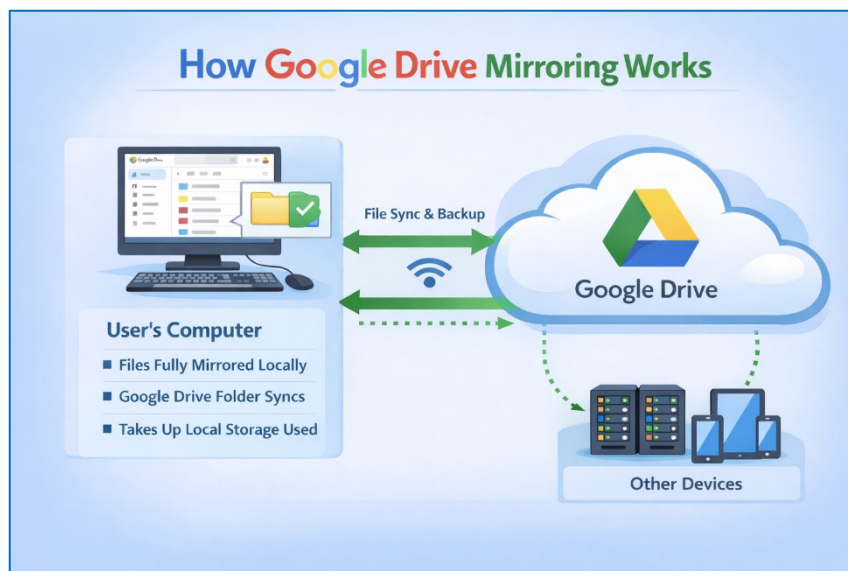 How Google Drive Mirroring Works
File Sync & Backup
Google Drive
User's Computer
Files Fully Mirrored Locally
Google Drive Folder Syncs
Takes Up Local Storage Used
Other Devices